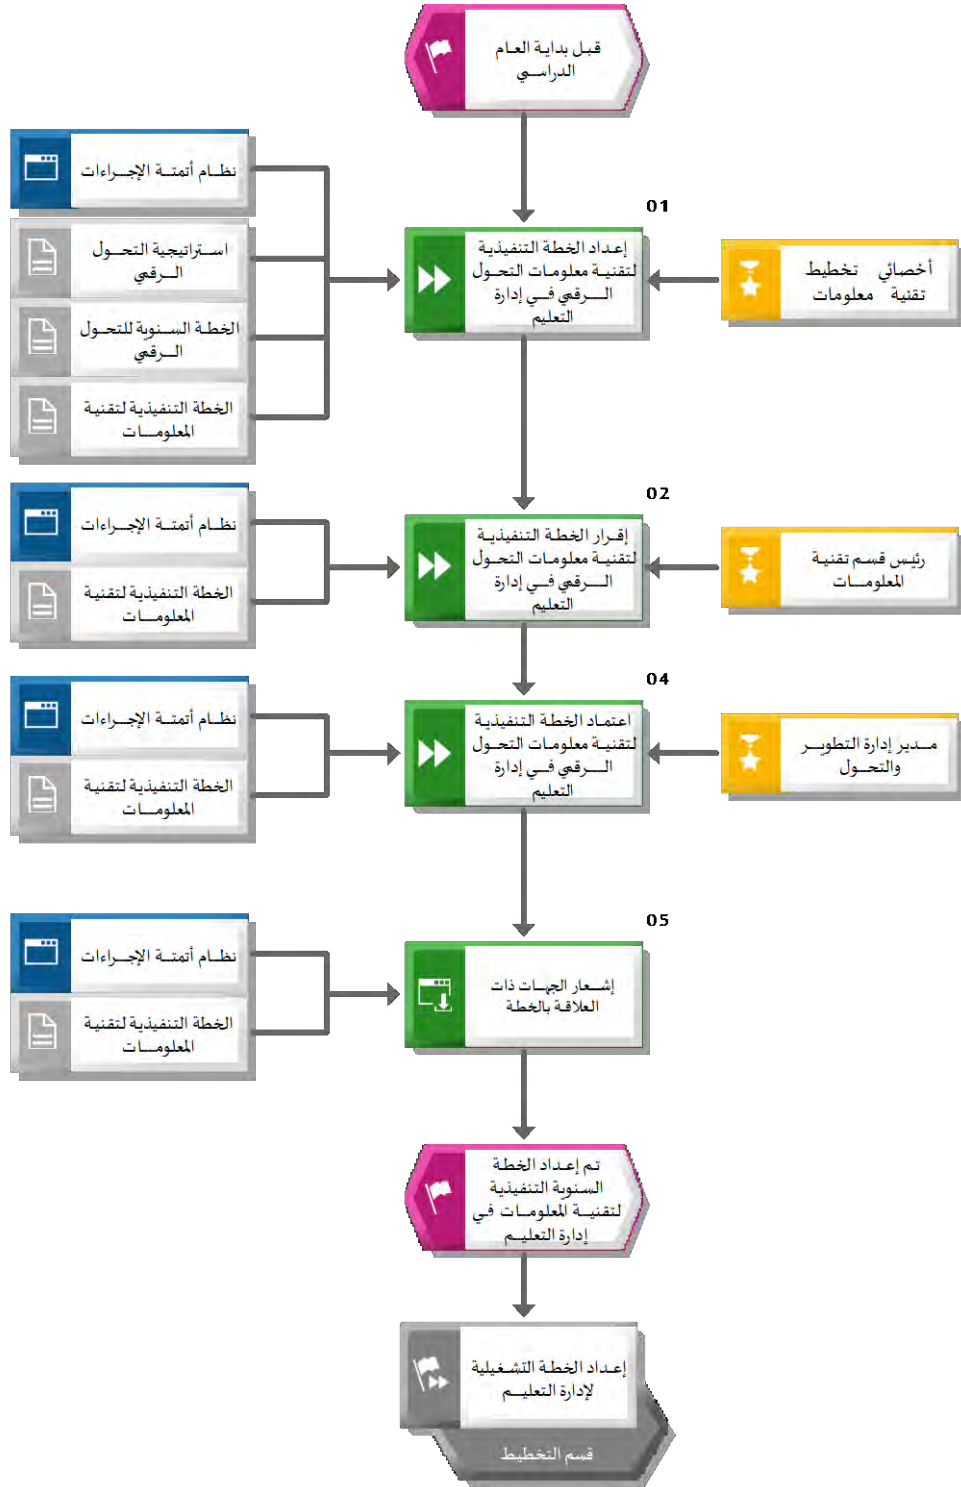 قبل بداية العام
الدراسي
نظام أتمتة الإجراءات
استراتيجية التحول
الرقمي
الخطة السنوية للتحول
الرقمي
الخطة التنفيذية لتقنية
المعلومات
01
إعداد الخطة التنفيذية
لتقنية معلومات التحول
الرقمي في إدارة
التعليم
أخصائي تخطيط
تقنية معلومات
نظام أتمتة الإجراءات
الخطة التنفيذية لتقنية
المعلومات
02
إقرار الخطة التنفيذية
لتقنية معلومات التحول
الرقمي في إدارة
التعليم
رئيس قسم تقنية
المعلومات
نظام أتمتة الإجراءات
الخطة التنفيذية لتقنية
المعلومات
04
اعتماد الخطة التنفيذية
لتقنية معلومات التحول
الرقمي في إدارة
التعليم
مدير إدارة التطوير
والتحول
نظام أتمتة الإجراءات
الخطة التنفيذية لتقنية
المعلومات
05
إشعار الجهات ذات
العلاقة بالخطة
تم إعداد الخطة
السنوية التنفيذية
لتقنية المعلومات في
إدارة التعليم
إعداد الخطة التشغيلية
لإدارة التعليم
قسم التخطيط